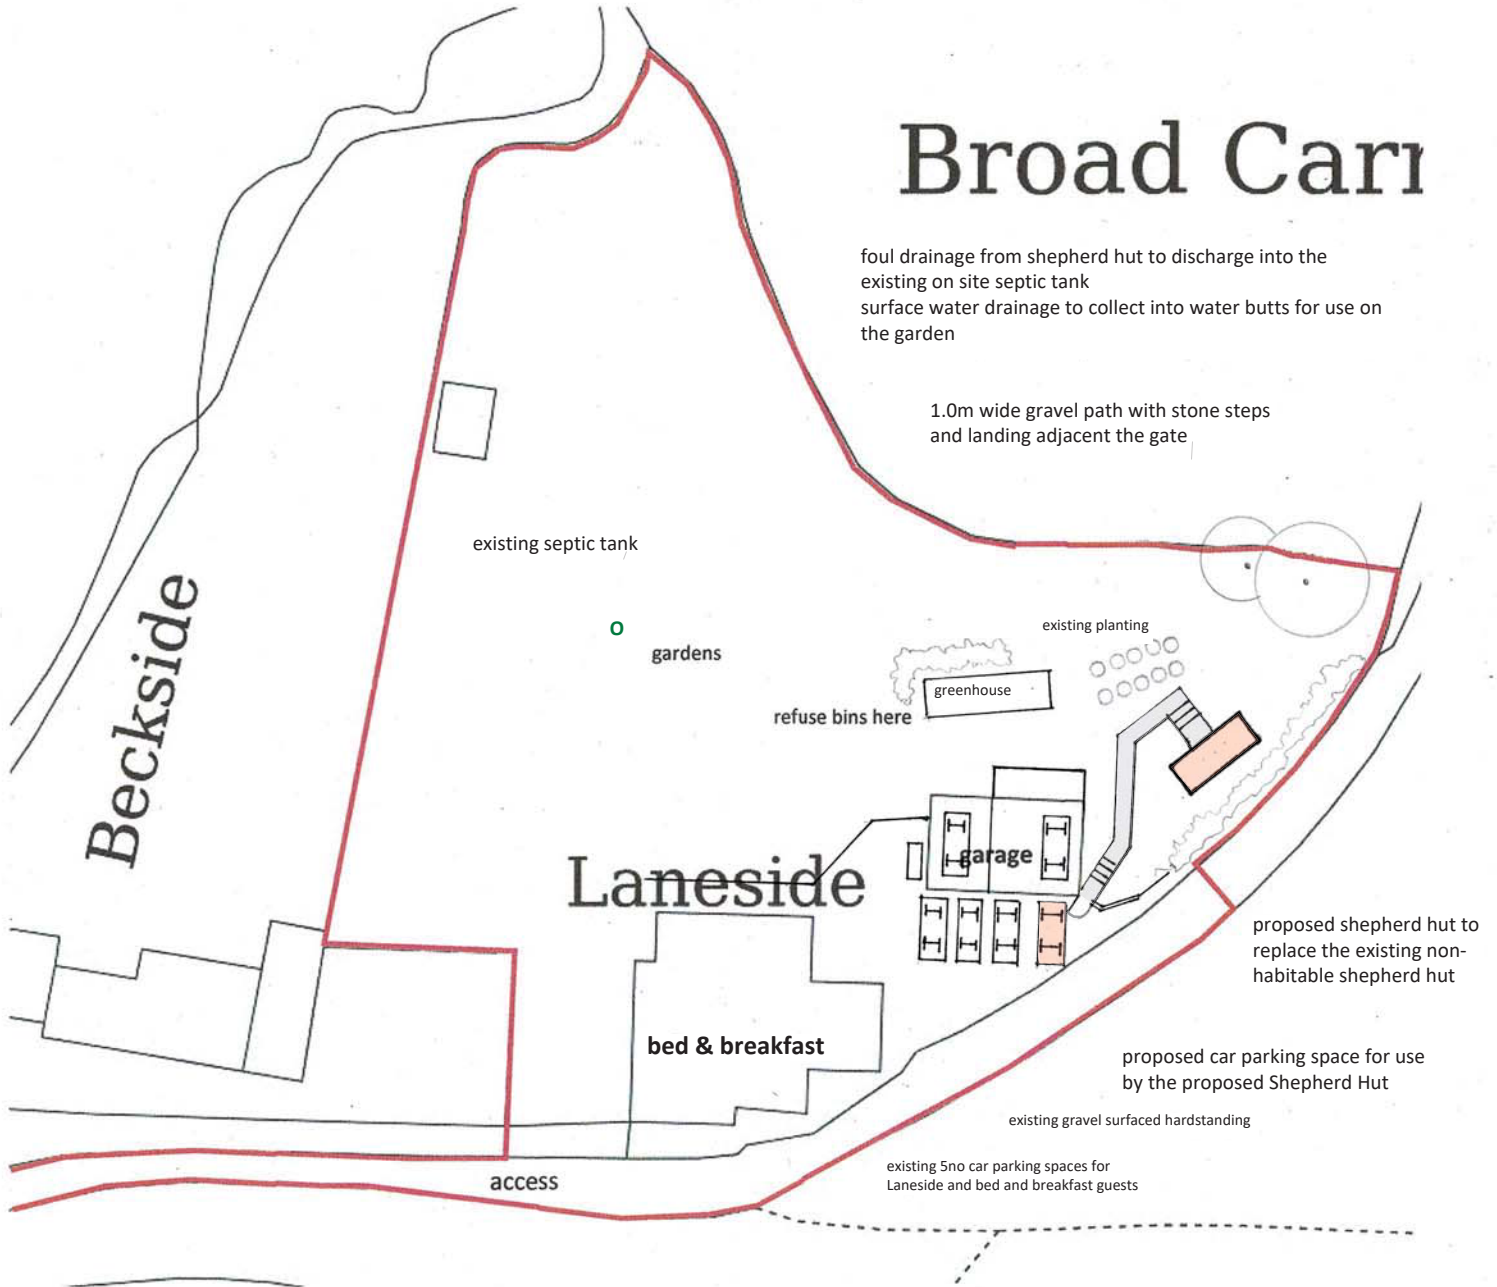 Broad Carr
foul drainage from shepherd hut to discharge into the
existing on site septic tank
surface water drainage to collect into water butts for use on
the garden
1.0m wide gravel path with stone steps
and landing adjacent the gate
existing septic tank
Beckside
gardens
existing planting
greenhouse
refuse bins here
garage
Laneside
proposed shepherd hut to
replace the existing non-
habitable shepherd hut
bed & breakfast
proposed car parking space for use
by the proposed Shepherd Hut
existing gravel surfaced hardstanding
existing 5no car parking spaces for
Laneside and bed and breakfast guests
access